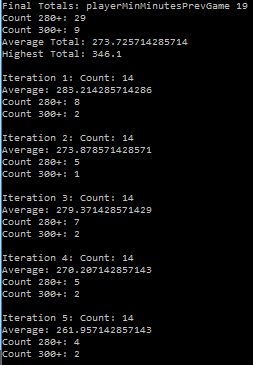 Final Totals: playerMinMinutesPrevGame 19
Count 280+: 29
Count 300+: 9
Average Total: 273.725714285714
Highest Total: 346.1
Iteration 1: Count: 14
Average: 283.214285714286
Count 280+: 8
Count 300+: 2
Iteration 2: Count: 14
Average: 273.878571428571
Count 280+: 5
Count 300+: 1
Iteration 3: Count: 14
Average: 279.371428571429
Count 280+: 7
Count 300+: 2
Iteration 4: Count: 14
Average: 270.207142857143
Count 280+: 5
Count 300+: 2
Iteration 5: Count: 14
Average: 261.957142857143
Count 280+: 4
Count 300+: 2